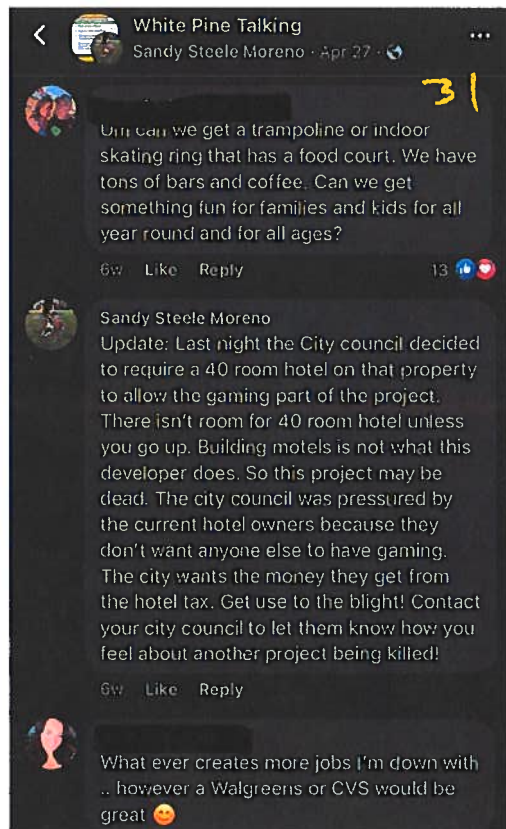 White Pine Talking
Sandy Steele Moreno · Apr 27 ·
31
Um can we get a trampoline or indoor
skating ring that has a food court. We have
tons of bars and coffee. Can we get
something fun for families and kids for all
year round and for all ages?
6w Like Reply 13
Sandy Steele Moreno
Update: Last night the City council decided
to require a 40 room hotel on that property
to allow the gaming part of the project.
There isn't room for 40 room hotel unless
you go up. Building motels is not what this
developer does. So this project may be
dead. The city council was pressured by
the current hotel owners because they
don't want anyone else to have gaming.
The city wants the money they get from
the hotel tax. Get use to the blight! Contact
your city council to let them know how you
feel about another project being killed!
6w Like Reply
What ever creates more jobs I'm down with
.. however a Walgreens or CVS would be
great 😊